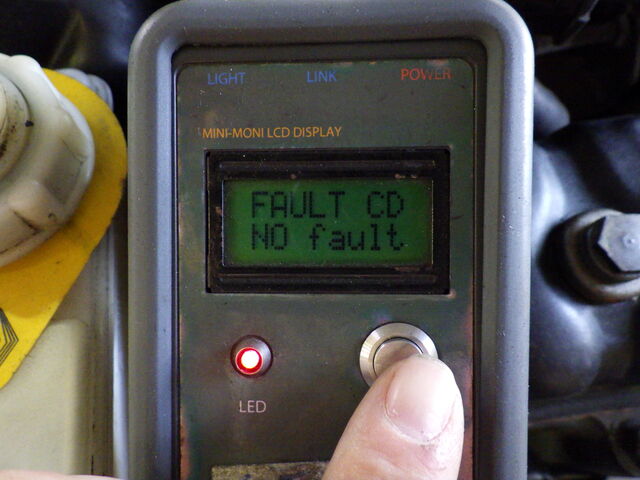 LIGHT LINK POWER
MINI-MONI LCD DISPLAY
FAULT CD
NO fault
LED